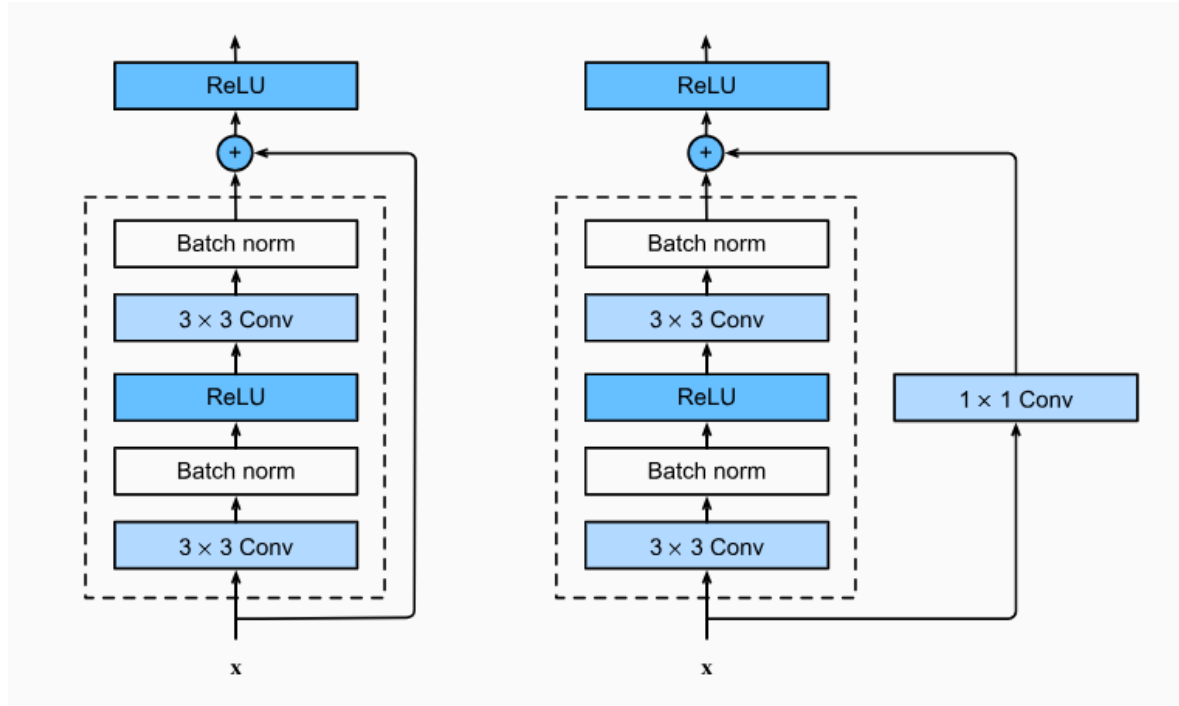 ReLU
+
Batch norm
3 × 3 Conv
ReLU
Batch norm
3 × 3 Conv
x
ReLU
+
Batch norm
3 × 3 Conv
ReLU
Batch norm
3 × 3 Conv
1 × 1 Conv
x